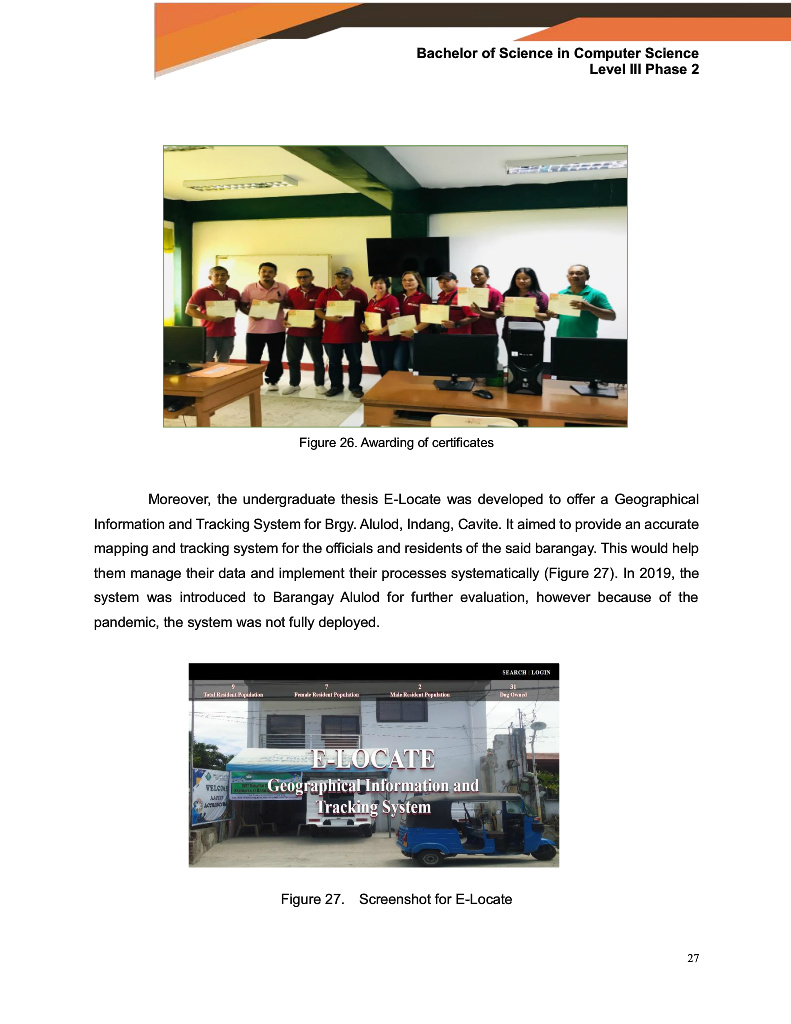 Bachelor of Science in Computer Science
Level III Phase 2
Figure 26. Awarding of certificates
Moreover, the undergraduate thesis E-Locate was developed to offer a Geographical
Information and Tracking System for Brgy. Alulod, Indang, Cavite. It aimed to provide an accurate
mapping and tracking system for the officials and residents of the said barangay. This would help
them manage their data and implement their processes systematically (Figure 27). In 2019, the
system was introduced to Barangay Alulod for further evaluation, however because of the
pandemic, the system was not fully deployed.
SEARCH | LOGIN
9 7 2 31
Total Resident Population Female Resident Population Male Resident Population Dog Owned
E-LOCATE
Geographical Information and
Tracking System
WELCOME
Figure 27. Screenshot for E-Locate
27